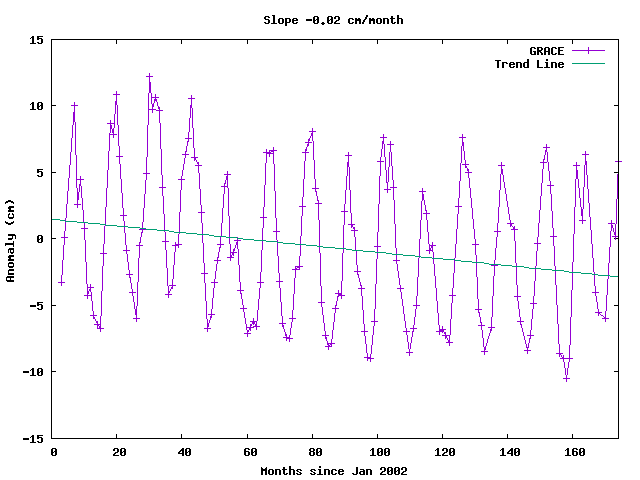 Slope -0.02 cm/month
GRACE
Trend Line
15
10
5
0
-5
-10
-15
Anomaly (cm)
0 20 40 60 80 100 120 140 160
Months since Jan 2002